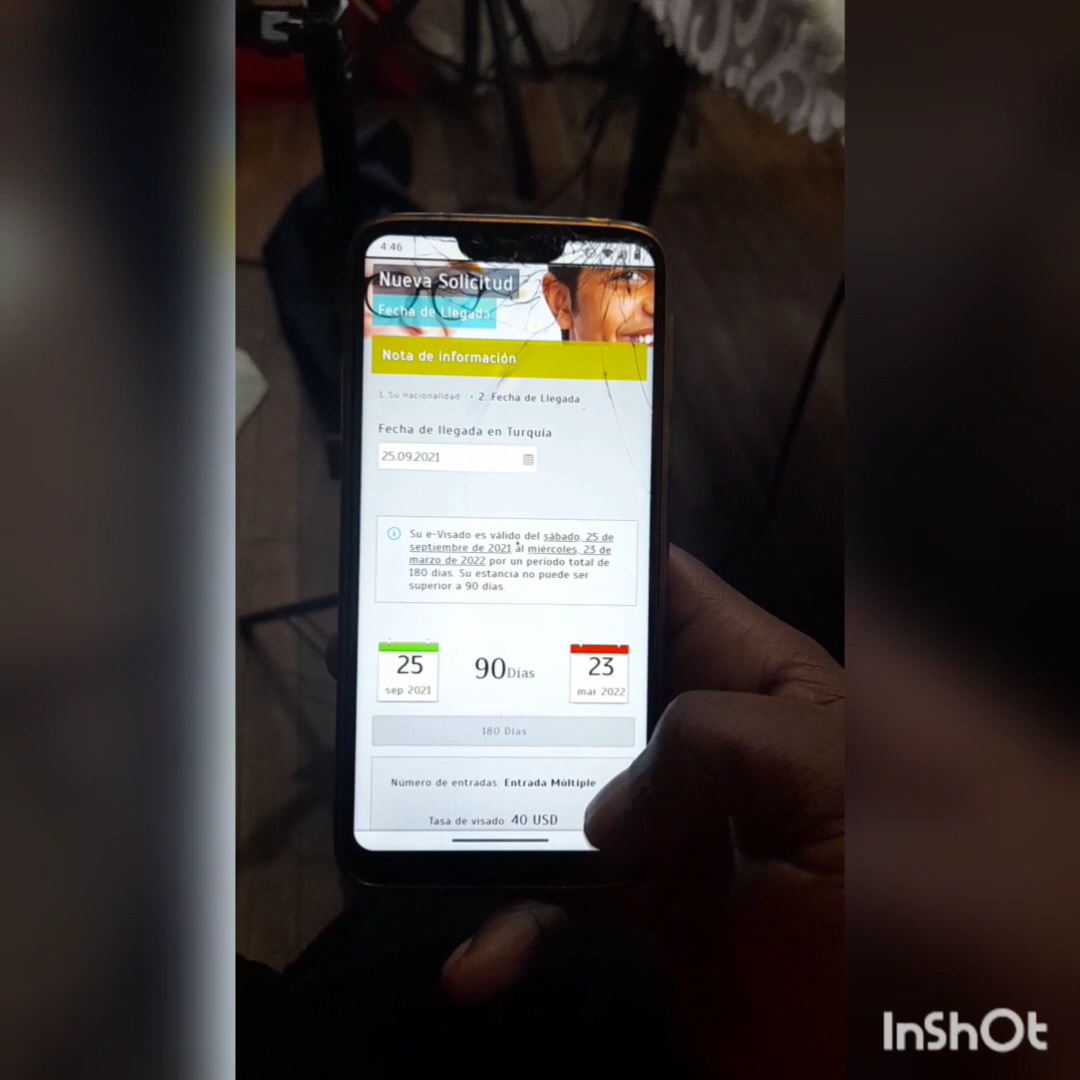 4:46
Nueva Solicitud
Fecha de Llegada
Nota de información
1. Su nacionalidad • 2. Fecha de Llegada
Fecha de llegada en Turquía
25.09.2021
Su e-Visado es válido del sábado, 25 de
septiembre de 2021 al miércoles, 23 de
marzo de 2022 por un periodo total de
180 días. Su estancia no puede ser
superior a 90 días.
25
sep 2021
90 Días
23
mar 2022
180 Días
Número de entradas: Entrada Múltiple
Tasa de visado: 40 USD
InShOt